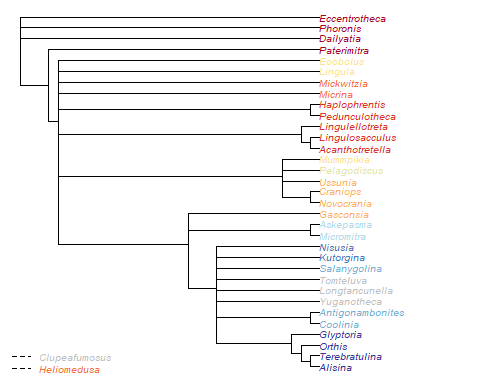 Eccentrotheca
Phoronis
Dailyatia
Paterimitra
Eoobolus
Lingula
Mickwitzia
Micrina
Haplophrentis
Pedunculotheca
Lingulellotreta
Lingulosacculus
Acanthotretella
Mummpikia
Pelagodiscus
Ussunia
Craniops
Novocrania
Gasconsia
Askepasma
Micromitra
Nisusia
Kutorgina
Salanygolina
Tomteluva
Longtancunella
Yuganotheca
Antigonambonites
Coolinia
Glyptoria
Orthis
Terebratulina
Alisina
Clupeafumosus
Heliomedusa